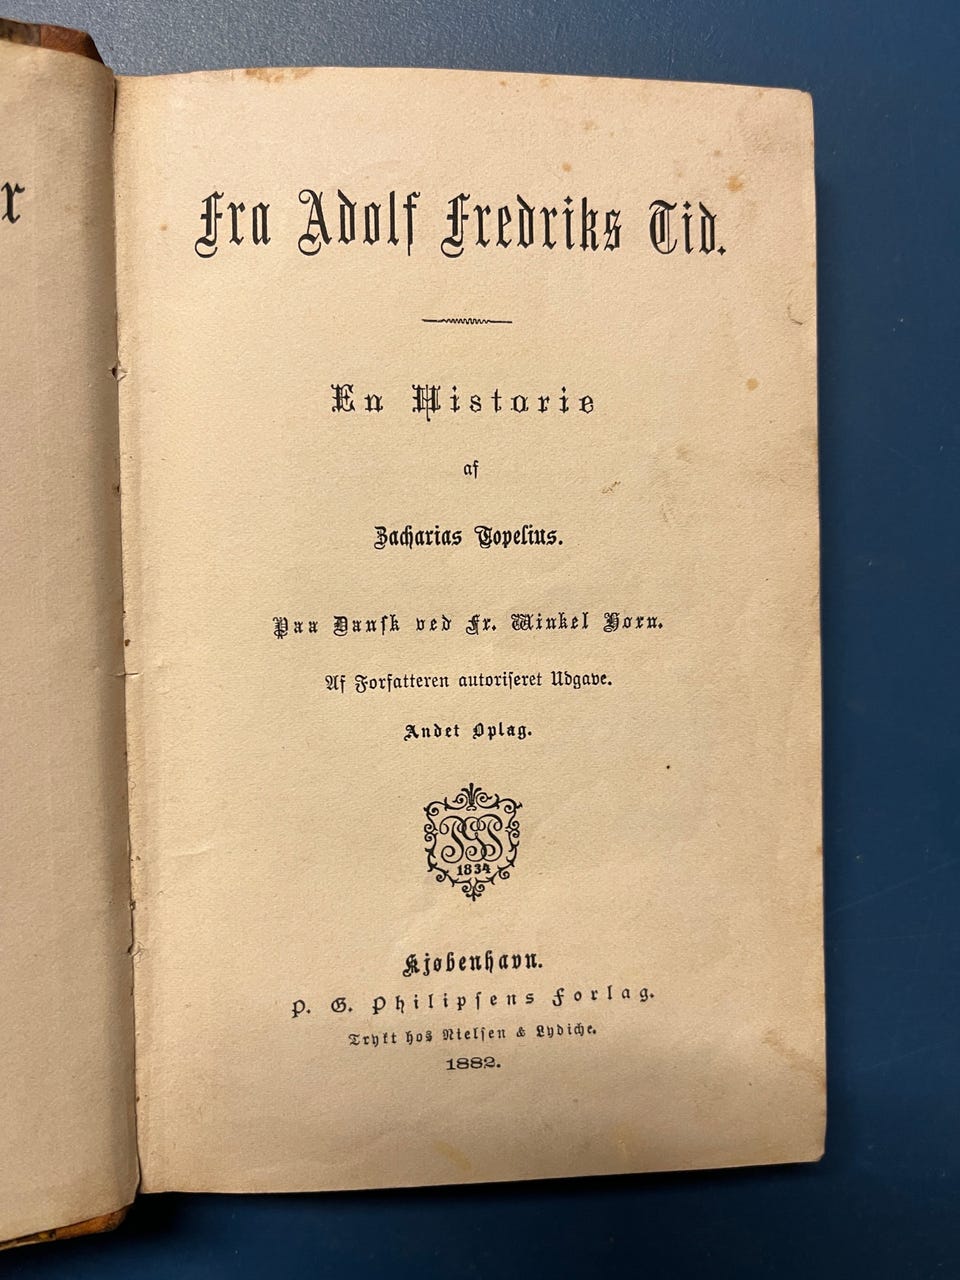 r
Fra Adolf Fredriks Tid.
En Historie
af
Zacharias Topelius.
Paa Dansk ved Fr. Winkel Horn.
Af Forfatteren autoriseret Udgave.
Andet Oplag.
PGP
1834
Kjøbenhavn.
P. G. Philipsens Forlag.
Trykt hos Nielsen & Lydiche.
1882.